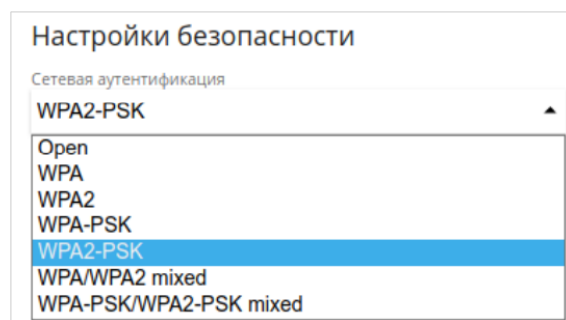 Настройки безопасности
Сетевая аутентификация
WPA2-PSK
Open
WPA
WPA2
WPA-PSK
WPA2-PSK
WPA/WPA2 mixed
WPA-PSK/WPA2-PSK mixed